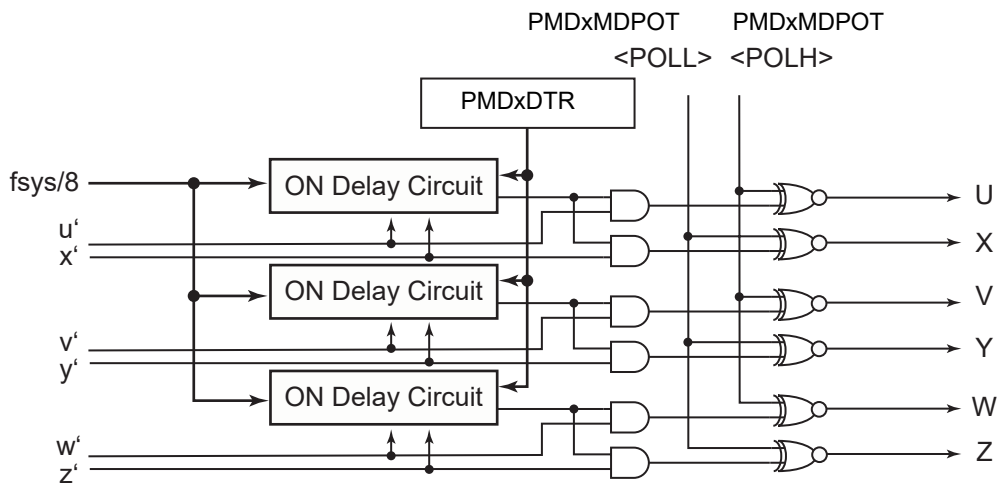 PMDxMDPOT PMDxMDPOT
<POLL> <POLH>
PMDxDTR
fsys/8
ON Delay Circuit
U
u‘
x‘
X
ON Delay Circuit
V
v‘
y‘
Y
ON Delay Circuit
W
w‘
z‘
Z